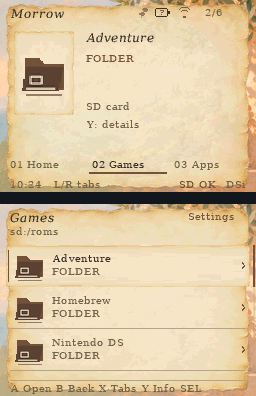 Morrow
? 2/6
Adventure
FOLDER
SD card
Y: details
01 Home 02 Games 03 Apps
10:24 L/R tabs SD OK DSi
Games Settings
sd:/roms
Adventure
FOLDER
Homebrew
FOLDER
Nintendo DS
FOLDER
A Open B Back X Tabs Y Info SEL